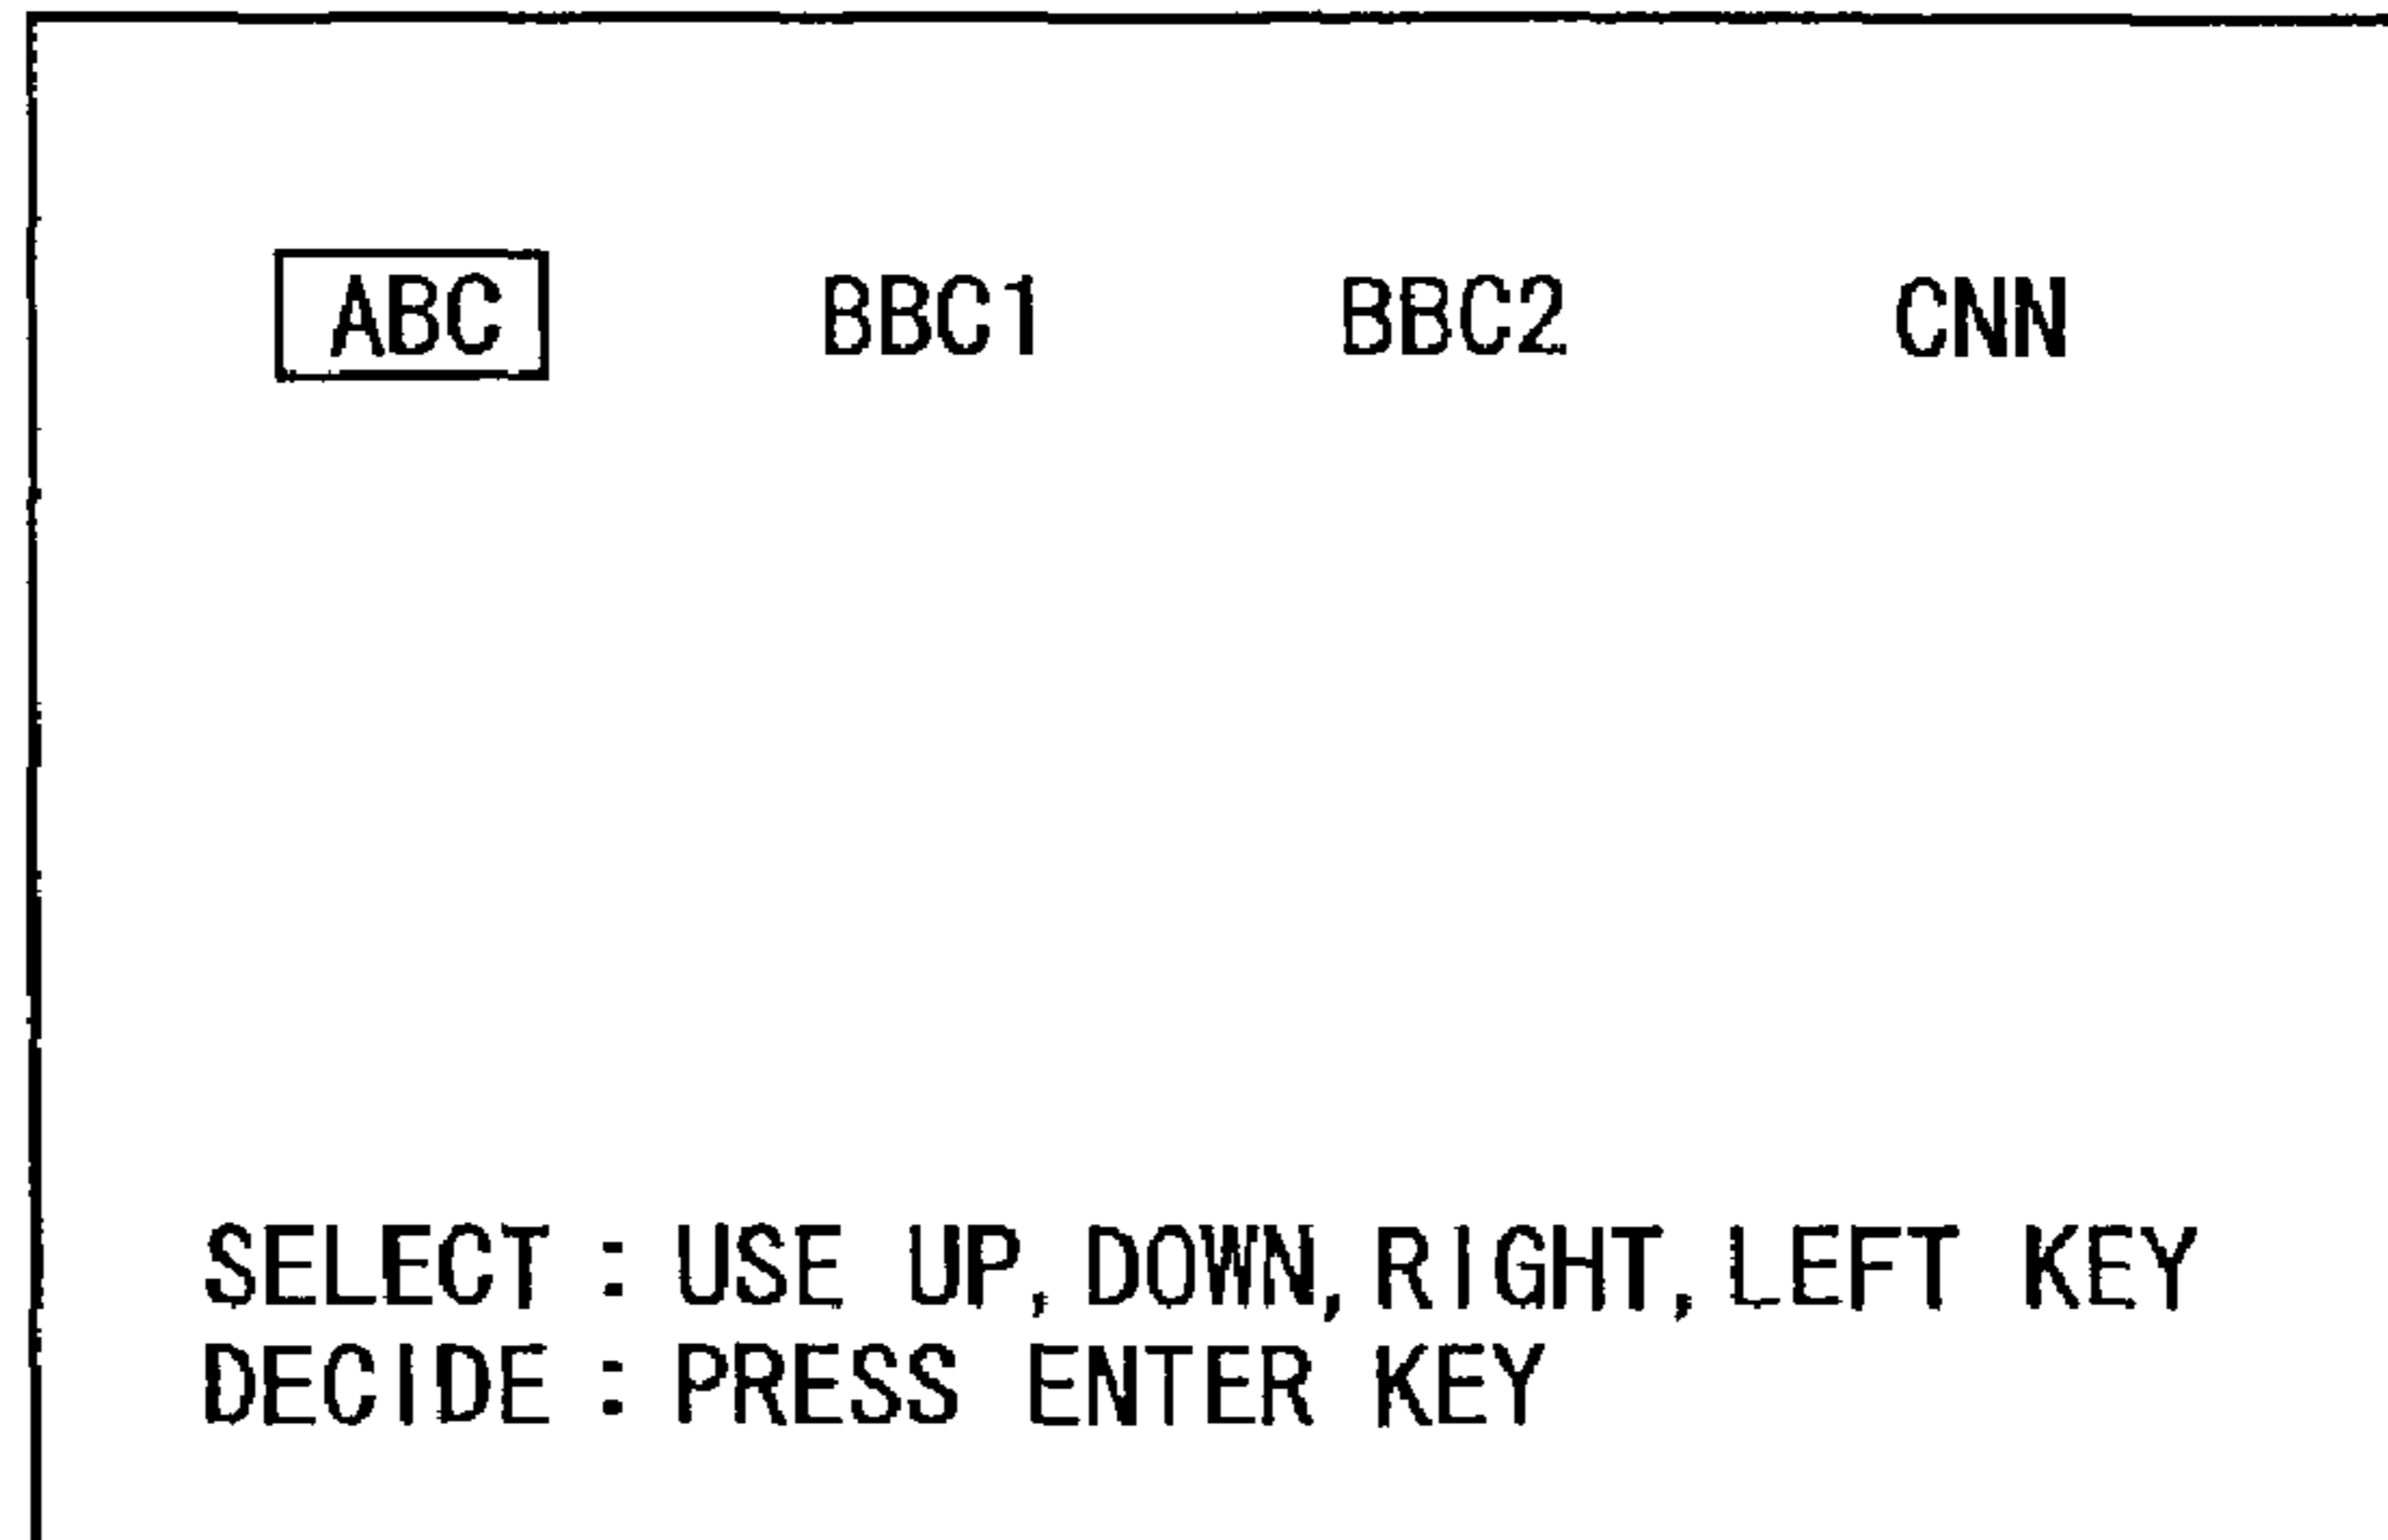 ABC BBC1 BBC2 CNN
SELECT : USE UP, DOWN, RIGHT, LEFT KEY
DECIDE : PRESS ENTER KEY